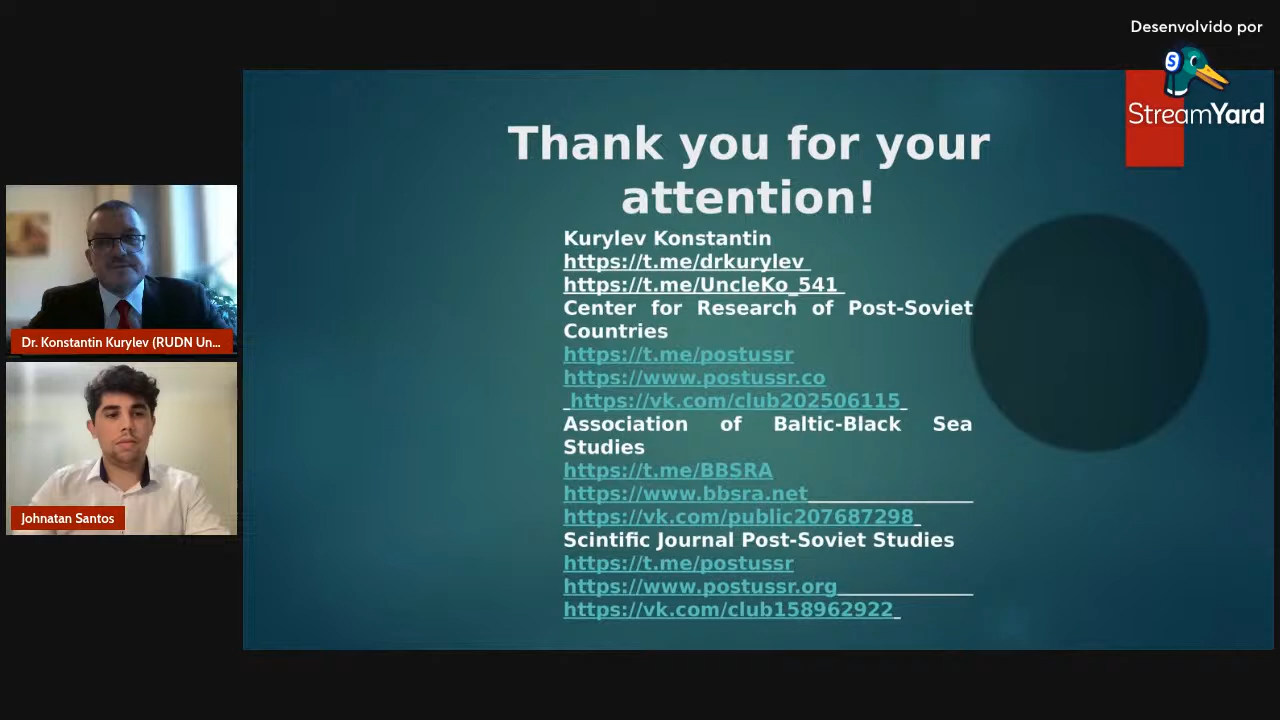 Desenvolvido por
StreamYard
Thank you for your
attention!
Kurylev Konstantin
https://t.me/drkurylev
https://t.me/UncleKo_541
Center for Research of Post-Soviet
Countries
https://t.me/postussr
https://www.postussr.co
https://vk.com/club202506115
Association of Baltic-Black Sea
Studies
https://t.me/BBSRA
https://www.bbsra.net
https://vk.com/public207687298
Scintific Journal Post-Soviet Studies
https://t.me/postussr
https://www.postussr.org
https://vk.com/club158962922
Dr. Konstantin Kurylev (RUDN Un...
Johnatan Santos